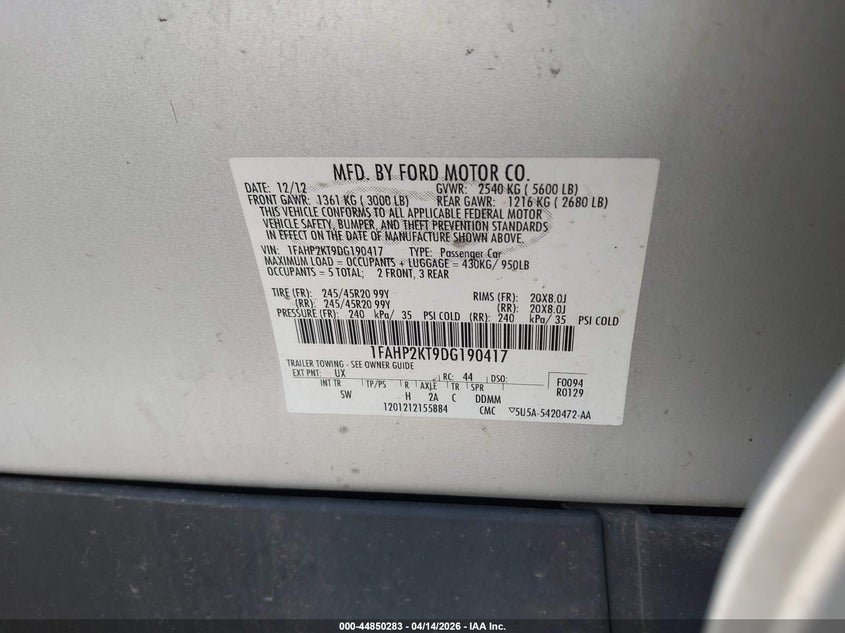 MFD. BY FORD MOTOR CO.
DATE: 12/12 GVWR: 2540 KG ( 5600 LB)
FRONT GAWR: 1361 KG ( 3000 LB) REAR GAWR: 1216 KG ( 2680 LB)
THIS VEHICLE CONFORMS TO ALL APPLICABLE FEDERAL MOTOR
VEHICLE SAFETY, BUMPER, AND THEFT PREVENTION STANDARDS
IN EFFECT ON THE DATE OF MANUFACTURE SHOWN ABOVE.
VIN: 1FAHP2KT9DG190417 TYPE: Passenger Car
MAXIMUM LOAD = OCCUPANTS + LUGGAGE = 430KG/ 950LB
OCCUPANTS = 5 TOTAL; 2 FRONT, 3 REAR
TIRE (FR): 245/45R20 99Y RIMS (FR): 20X8.0J
(RR): 245/45R20 99Y (RR): 20X8.0J
PRESSURE (FR): 240 kPa/ 35 PSI COLD (RR): 240 kPa/ 35 PSI COLD
1FAHP2KT9DG190417
TRAILER TOWING - SEE OWNER GUIDE
EXT PNT: UX RC: 44 DSO: F0094
INT TR TP/PS R AXLE TR SPR R0129
SW H 2A C DDMM
1201212155BB4 CMC ▽5U5A-5420472-AA
000-44850283 - 04/14/2026 - IAA Inc.